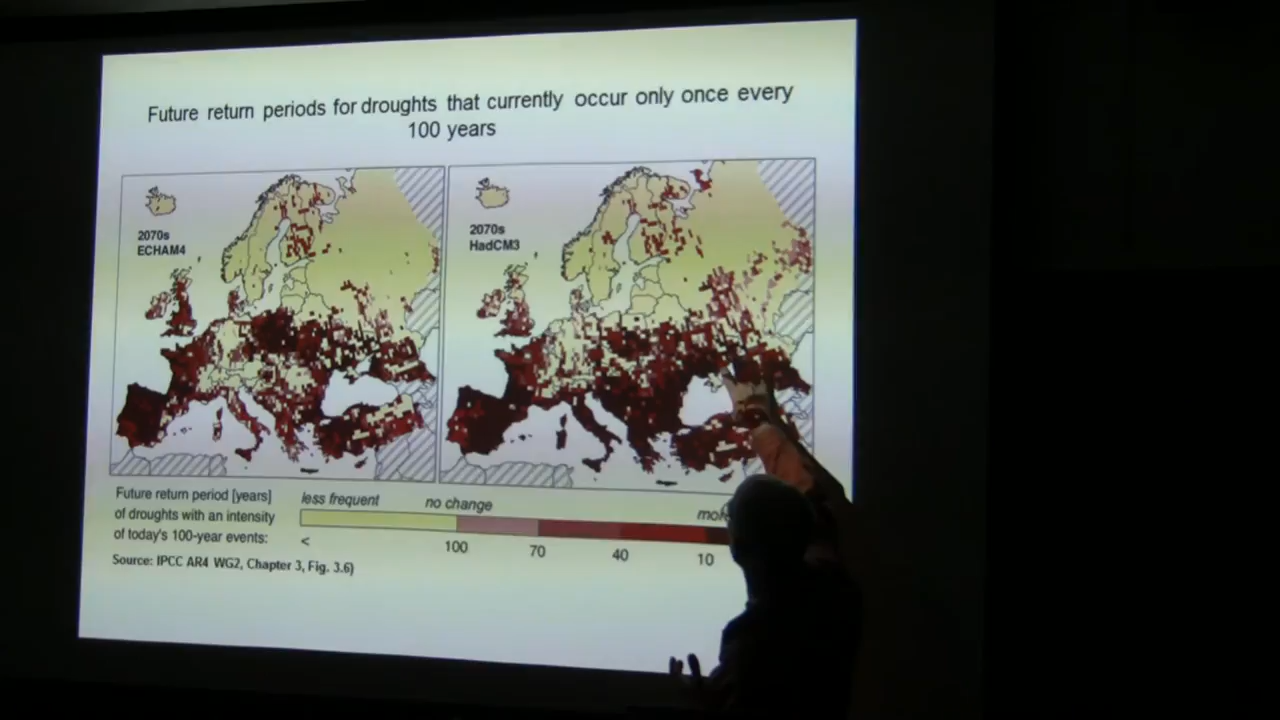 Future return periods for droughts that currently occur only once every
100 years
2070s
ECHAM4
2070s
HadCM3
Future return period [years]
of droughts with an intensity
of today's 100-year events:
less frequent
no change
<
100
70
40
10
Source: IPCC AR4 WG2, Chapter 3, Fig. 3.6)